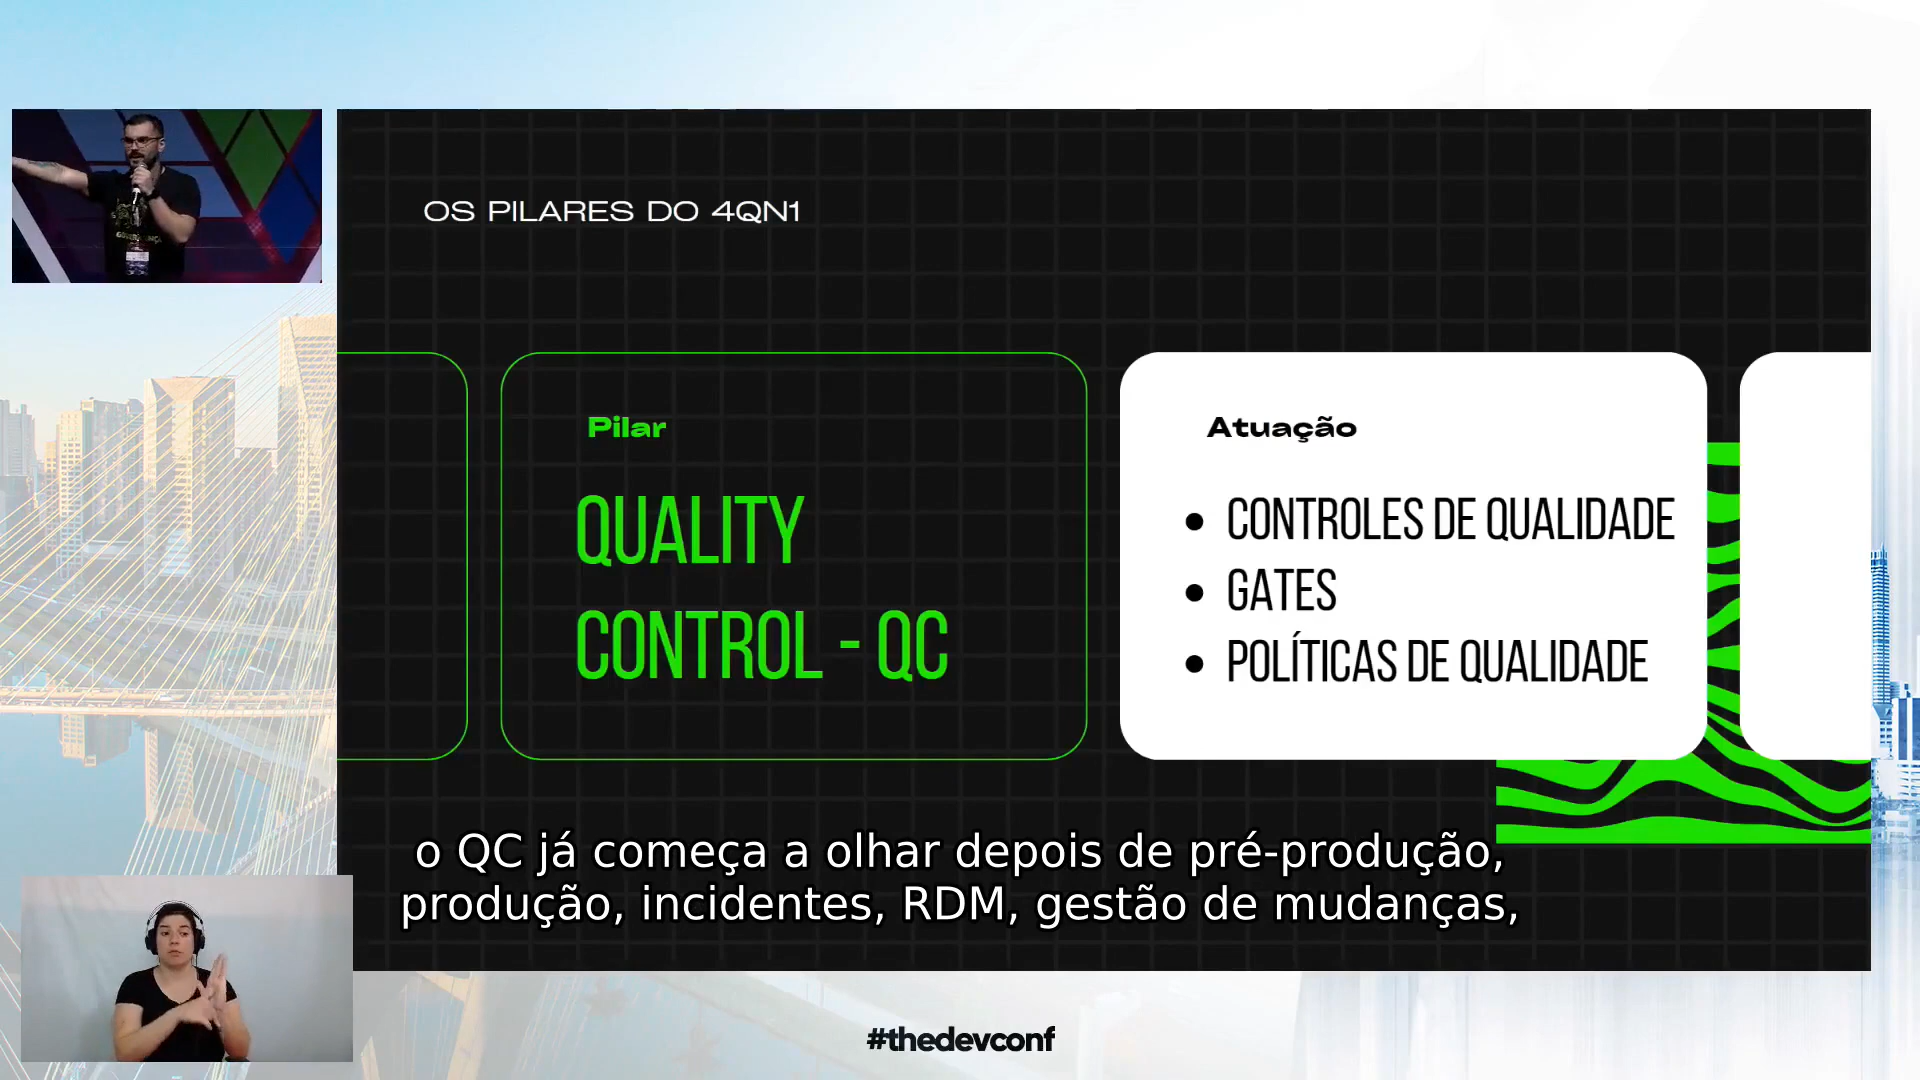 OS PILARES DO 4QN1
Pilar
QUALITY
CONTROL - QC
Atuação
• CONTROLES DE QUALIDADE
• GATES
• POLÍTICAS DE QUALIDADE
o QC já começa a olhar depois de pré-produção,
produção, incidentes, RDM, gestão de mudanças,
#thedevconf